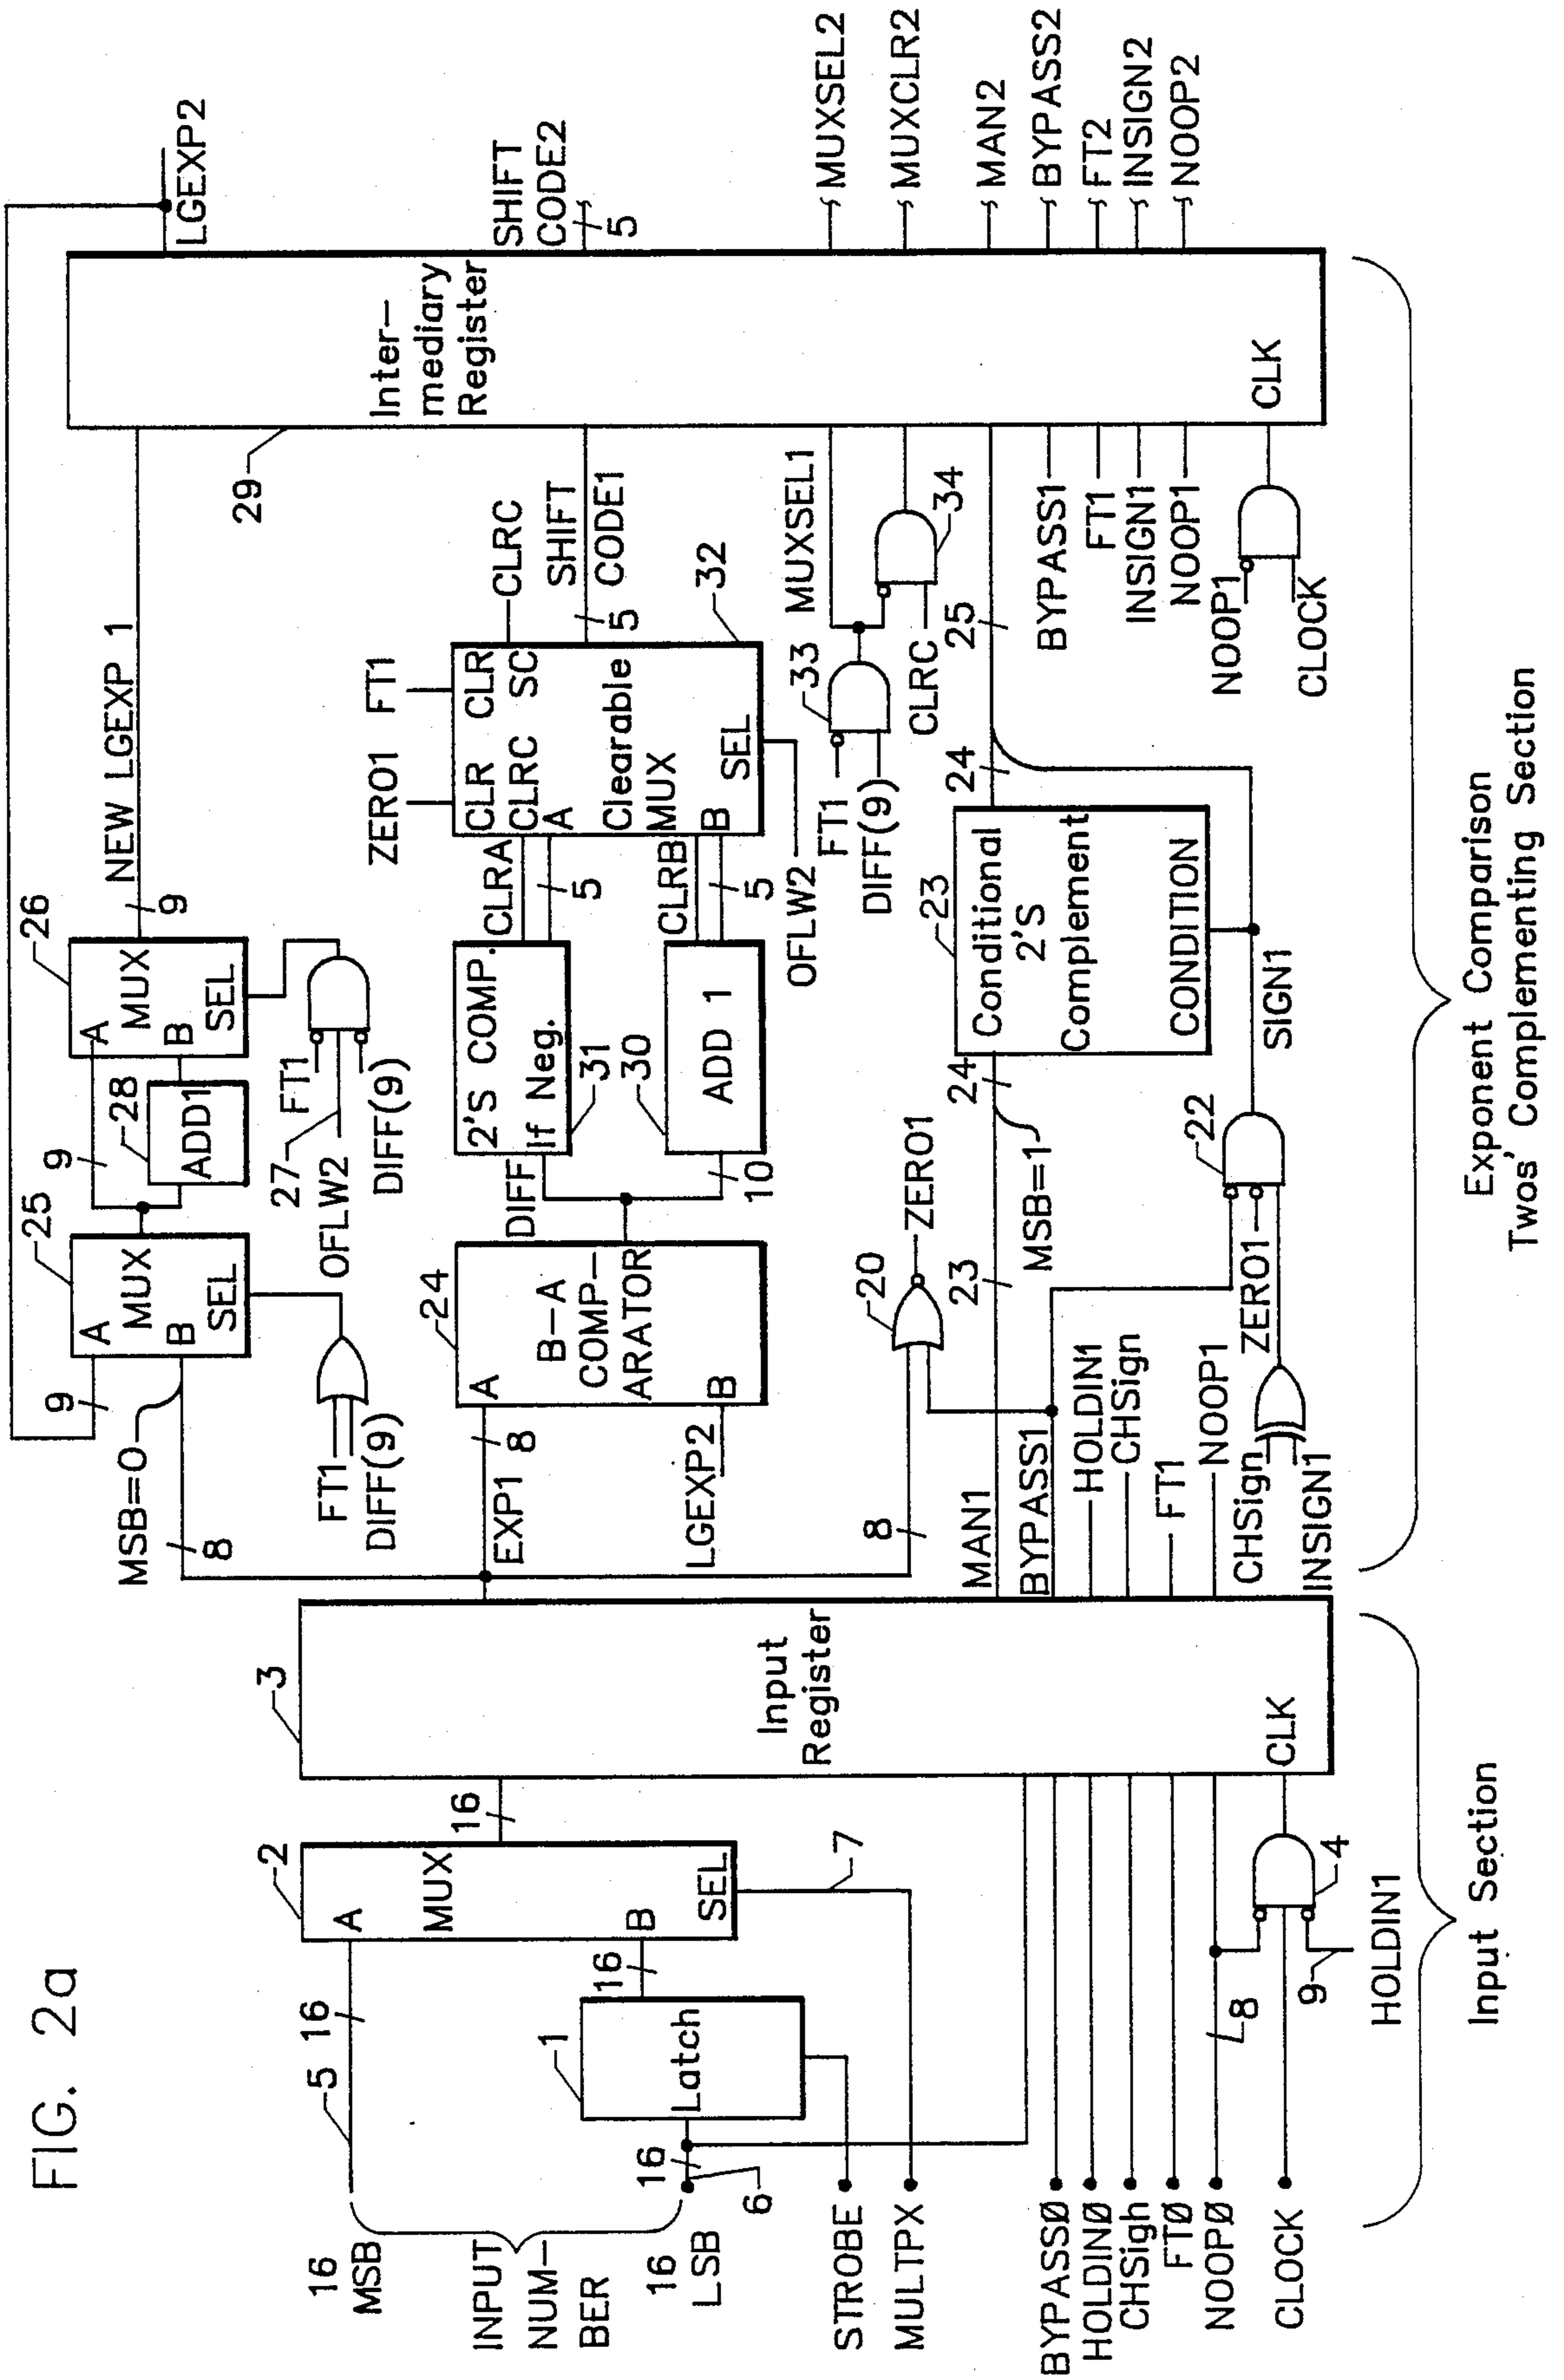 FIG. 2a
16
MSB
INPUT
NUM—
BER
16
LSB
5
16
16
6
1
Latch
16
STROBE
MULTPX
2
A
MUX
B
SEL
7
16
3
Input
Register
CLK
BYPASSØ
HOLDINØ
CHSigh
FTØ
NOOPØ
CLOCK
8
9
4
HOLDIN1
Input Section
MSB=0
8
9
25
A
MUX
B
SEL
FT1
DIFF(9)
9
28
ADD1
26
A
MUX
B
SEL
27
FT1
OFLW2
DIFF(9)
9
NEW LGEXP 1
EXP1
8
LGEXP2
24
A
B—A
COMP—
ARATOR
B
DIFF
10
2'S COMP.
If Neg.
31
30
ADD 1
CLRA
5
CLRB
5
ZERO1
FT1
CLR CLR
CLRC SC
A
Clearable
MUX
B
SEL
32
OFLW2
CLRC
SHIFT
CODE1
5
8
20
ZERO1
MAN1
23
MSB=1
24
BYPASS1
HOLDIN1
CHSign
FT1
NOOP1
CHSign
INSIGN1
ZERO1
22
SIGN1
23
Conditional
2'S
Complement
CONDITION
24
25
FT1
DIFF(9)
33
MUXSEL1
CLRC
34
BYPASS1
FT1
INSIGN1
NOOP1
NOOP1
CLOCK
29
Inter—
mediary
Register
CLK
LGEXP2
SHIFT
CODE2
5
MUXSEL2
MUXCLR2
MAN2
BYPASS2
FT2
INSIGN2
NOOP2
Exponent Comparison
Twos' Complementing Section